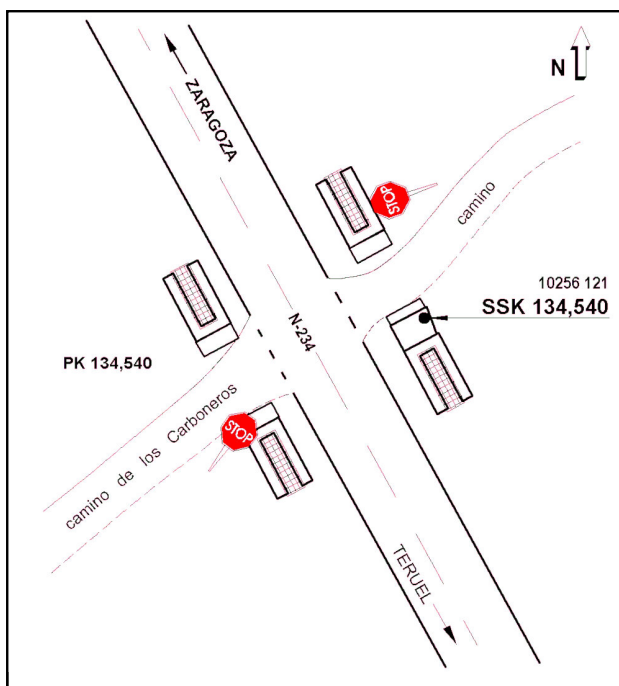 N
ZARAGOZA
STOP
camino
10256 121
SSK 134,540
N-234
PK 134,540
camino de los Carboneros
STOP
TERUEL